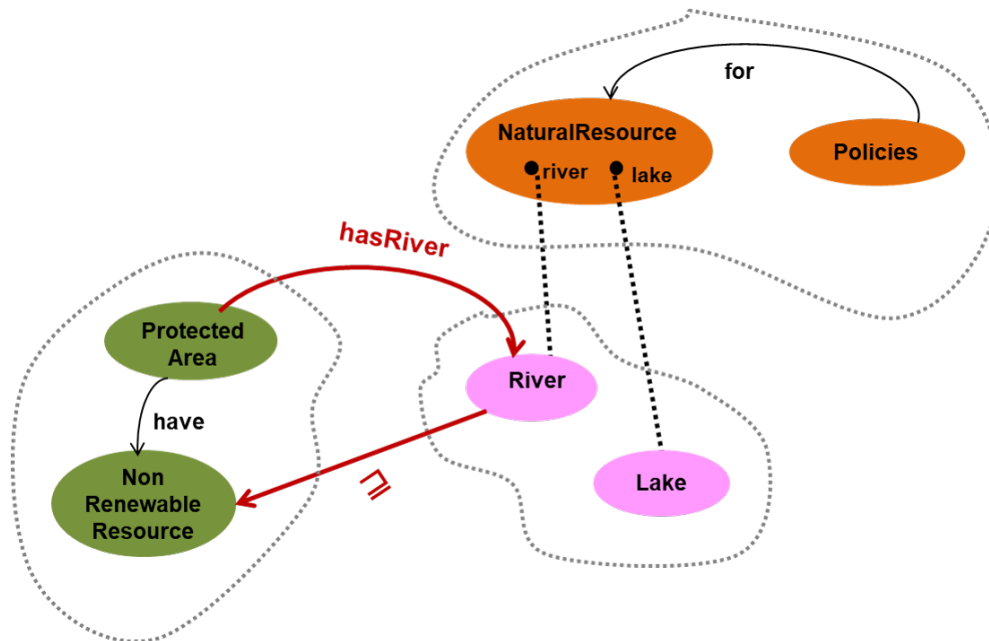 for
NaturalResource
river
lake
Policies
hasRiver
Protected
Area
have
River
⊑
Non
Renewable
Resource
Lake